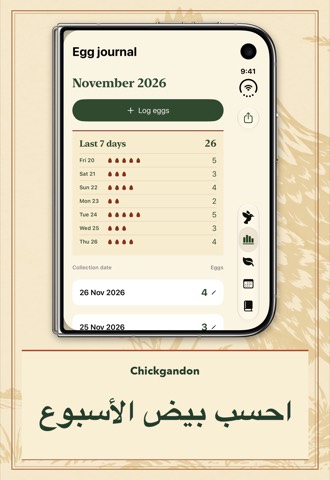 Egg journal
9:41
November 2026
+ Log eggs
Last 7 days 26
Fri 20 5
Sat 21 3
Sun 22 4
Mon 23 2
Tue 24 5
Wed 25 3
Thu 26 4
Collection date Eggs
26 Nov 2026 4
25 Nov 2026 3
Chickgandon
احسب بيض الأسبوع